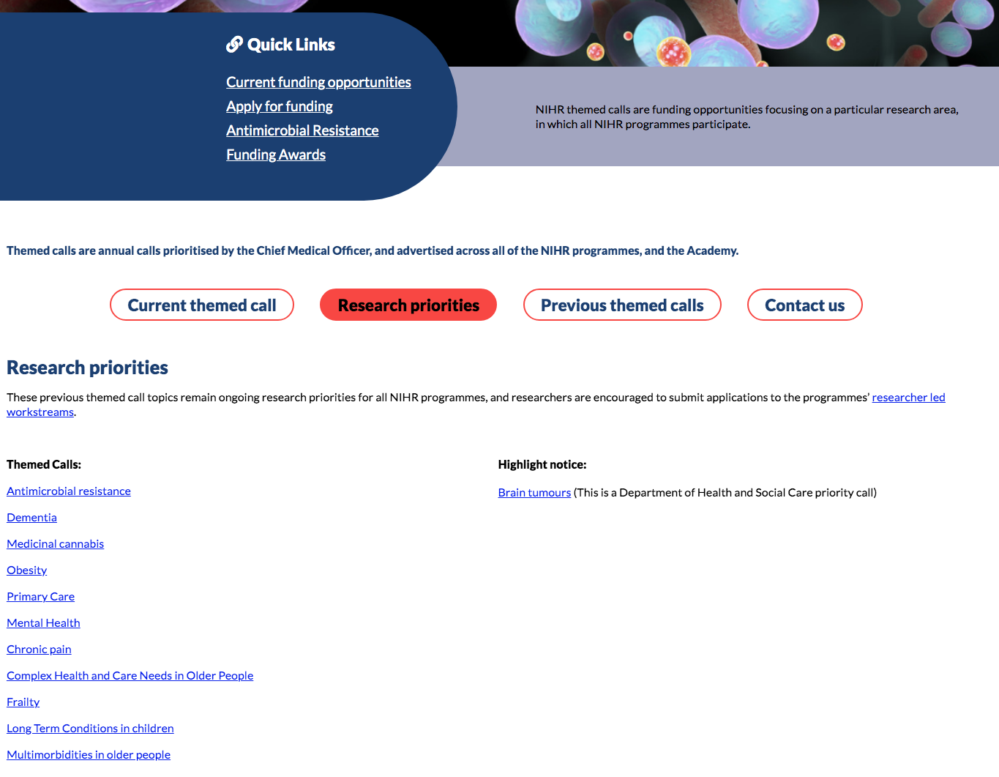 Quick Links
Current funding opportunities
Apply for funding
Antimicrobial Resistance
Funding Awards
NIHR themed calls are funding opportunities focusing on a particular research area,
in which all NIHR programmes participate.
Themed calls are annual calls prioritised by the Chief Medical Officer, and advertised across all of the NIHR programmes, and the Academy.
Current themed call
Research priorities
Previous themed calls
Contact us
Research priorities
These previous themed call topics remain ongoing research priorities for all NIHR programmes, and researchers are encouraged to submit applications to the programmes’ researcher led
workstreams.
Themed Calls:
Antimicrobial resistance
Dementia
Medicinal cannabis
Obesity
Primary Care
Mental Health
Chronic pain
Complex Health and Care Needs in Older People
Frailty
Long Term Conditions in children
Multimorbidities in older people
Highlight notice:
Brain tumours (This is a Department of Health and Social Care priority call)